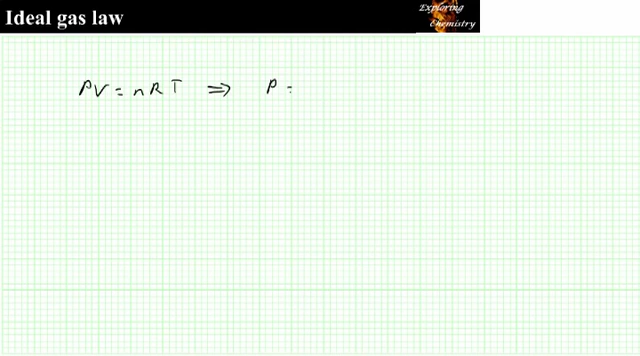 Ideal gas law
Exploring
Chemistry
PV = nRT ⇒ P =